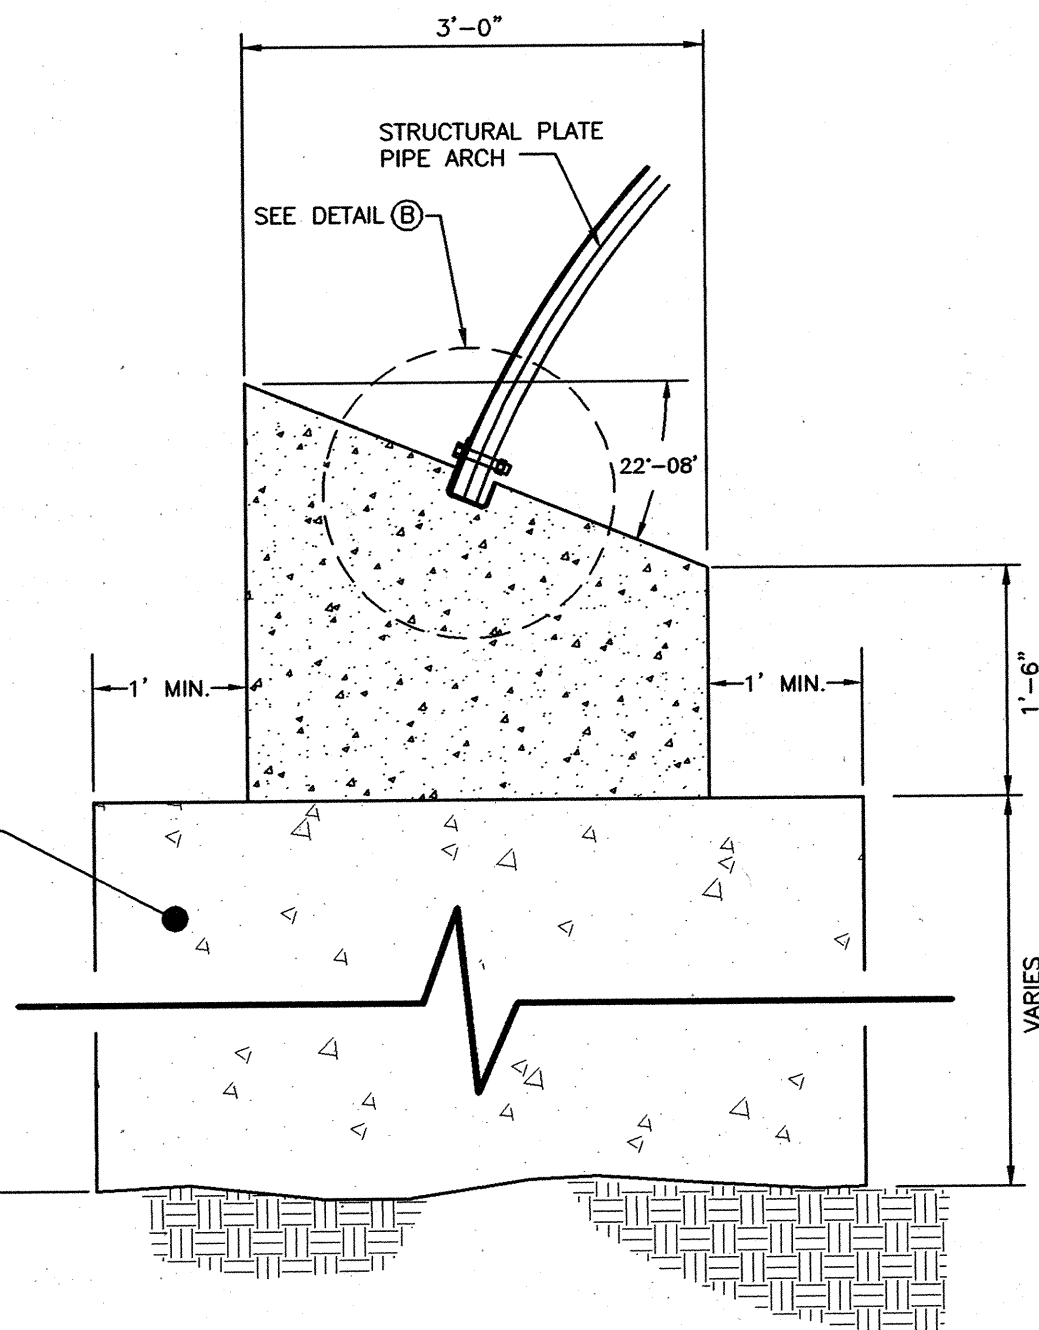 3'-0"
STRUCTURAL PLATE
PIPE ARCH
SEE DETAIL B
22°-08'
1' MIN.
1' MIN.
1'-6"
VARIES